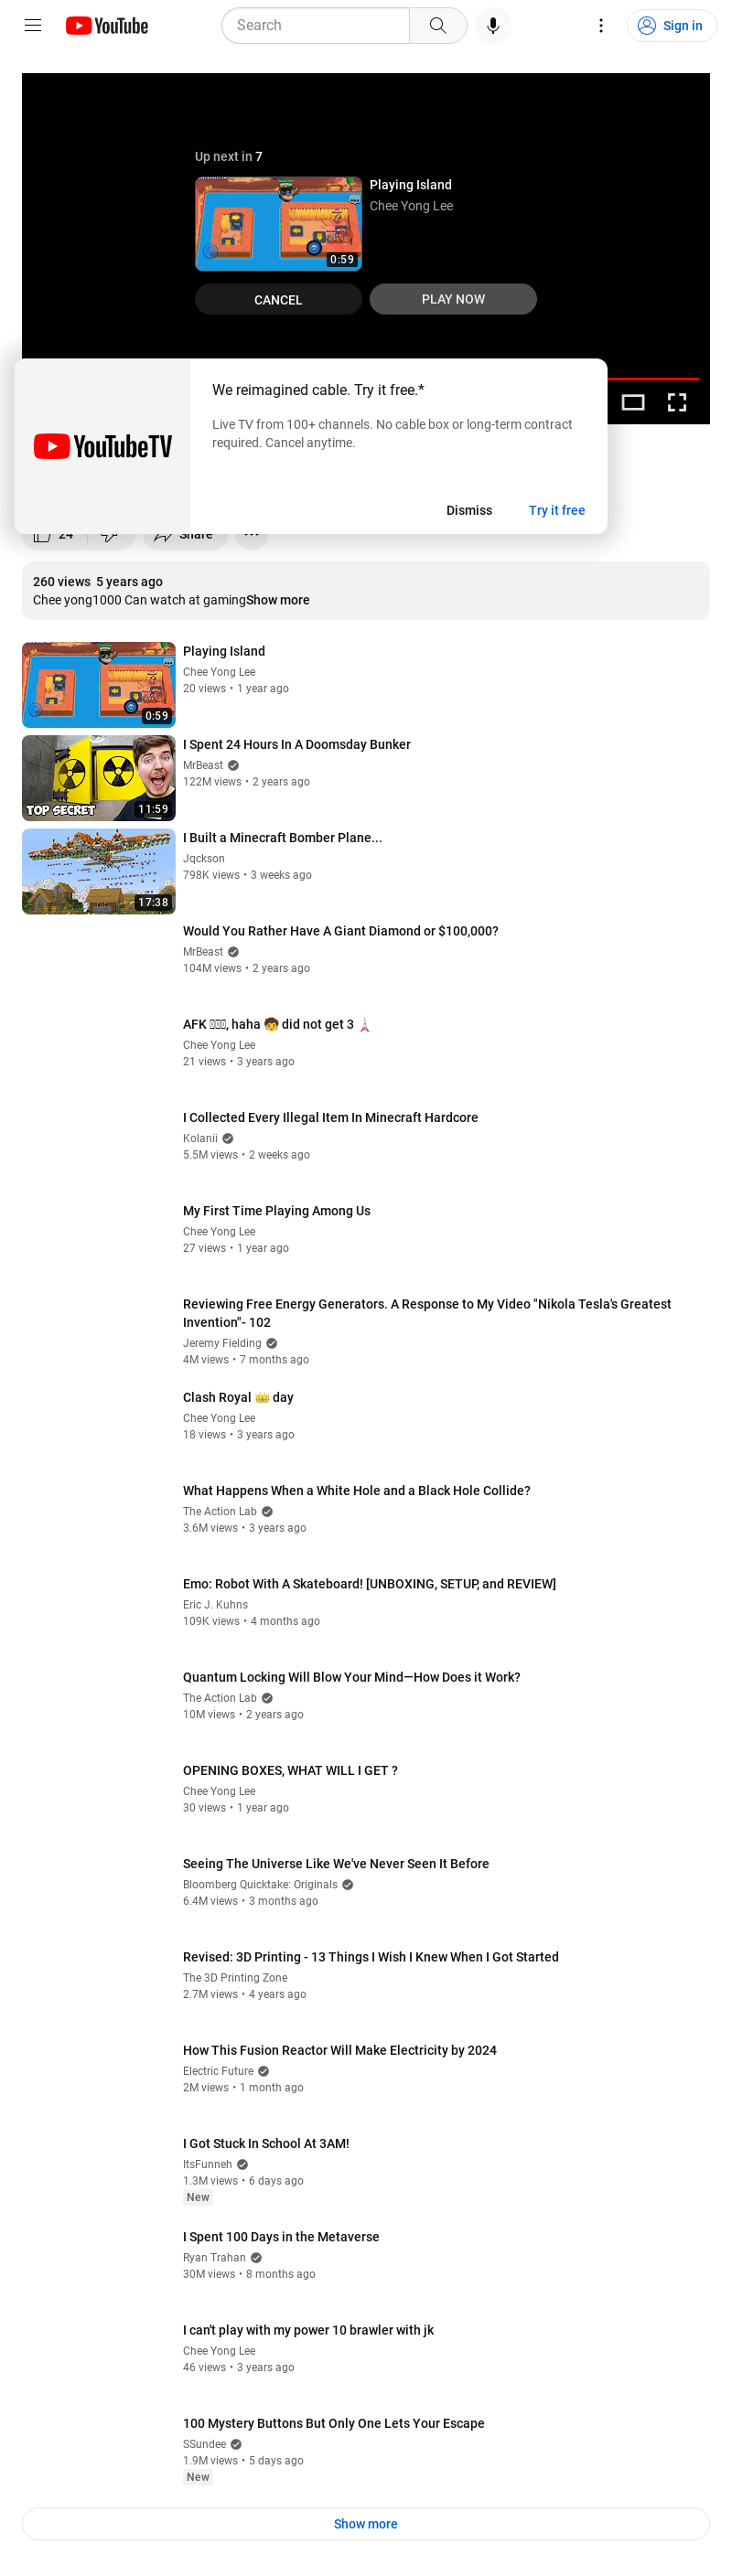 YouTube
Search
Sign in
Up next in 7
Playing Island
Chee Yong Lee
0:59
CANCEL
PLAY NOW
YouTubeTV
We reimagined cable. Try it free.*
Live TV from 100+ channels. No cable box or long-term contract
required. Cancel anytime.
Dismiss
Try it free
24
Share
260 views 5 years ago
Chee yong1000 Can watch at gamingShow more
Playing Island
Chee Yong Lee
20 views • 1 year ago
0:59
I Spent 24 Hours In A Doomsday Bunker
MrBeast
122M views • 2 years ago
TOP SECRET
11:59
I Built a Minecraft Bomber Plane...
Jqckson
798K views • 3 weeks ago
17:38
Would You Rather Have A Giant Diamond or $100,000?
MrBeast
104M views • 2 years ago
AFK , haha 🧒 did not get 3 🗼
Chee Yong Lee
21 views • 3 years ago
I Collected Every Illegal Item In Minecraft Hardcore
Kolanii
5.5M views • 2 weeks ago
My First Time Playing Among Us
Chee Yong Lee
27 views • 1 year ago
Reviewing Free Energy Generators. A Response to My Video "Nikola Tesla's Greatest
Invention"- 102
Jeremy Fielding
4M views • 7 months ago
Clash Royal 👑 day
Chee Yong Lee
18 views • 3 years ago
What Happens When a White Hole and a Black Hole Collide?
The Action Lab
3.6M views • 3 years ago
Emo: Robot With A Skateboard! [UNBOXING, SETUP, and REVIEW]
Eric J. Kuhns
109K views • 4 months ago
Quantum Locking Will Blow Your Mind—How Does it Work?
The Action Lab
10M views • 2 years ago
OPENING BOXES, WHAT WILL I GET ?
Chee Yong Lee
30 views • 1 year ago
Seeing The Universe Like We've Never Seen It Before
Bloomberg Quicktake: Originals
6.4M views • 3 months ago
Revised: 3D Printing - 13 Things I Wish I Knew When I Got Started
The 3D Printing Zone
2.7M views • 4 years ago
How This Fusion Reactor Will Make Electricity by 2024
Electric Future
2M views • 1 month ago
I Got Stuck In School At 3AM!
ItsFunneh
1.3M views • 6 days ago
New
I Spent 100 Days in the Metaverse
Ryan Trahan
30M views • 8 months ago
I can't play with my power 10 brawler with jk
Chee Yong Lee
46 views • 3 years ago
100 Mystery Buttons But Only One Lets Your Escape
SSundee
1.9M views • 5 days ago
New
Show more